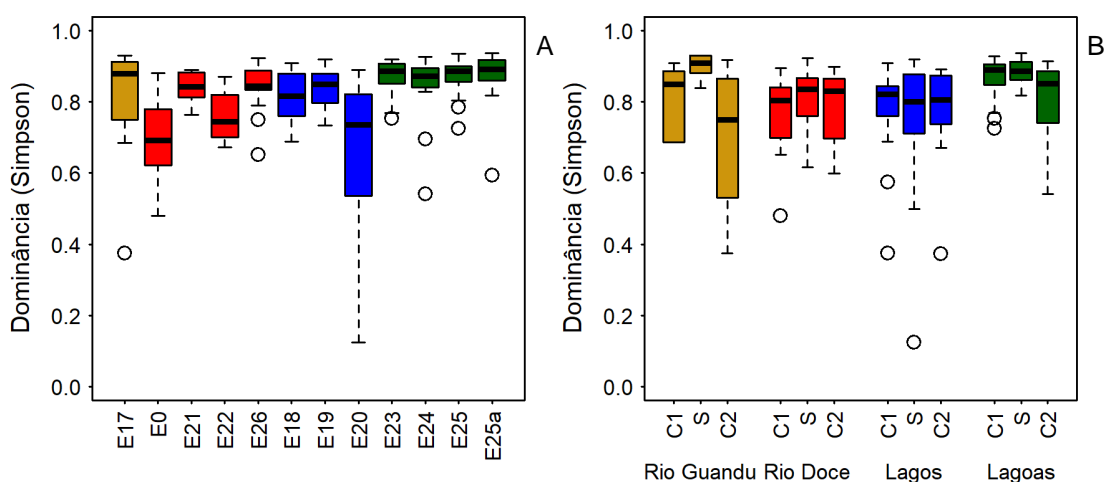 A
Dominância (Simpson)
1.0
0.8
0.6
0.4
0.2
0.0
E17 E0 E21 E22 E26 E18 E19 E20 E23 E24 E25 E25a
B
Dominância (Simpson)
1.0
0.8
0.6
0.4
0.2
0.0
C1 S C2 C1 S C2 C1 S C2 C1 S C2
Rio Guandu Rio Doce Lagos Lagoas